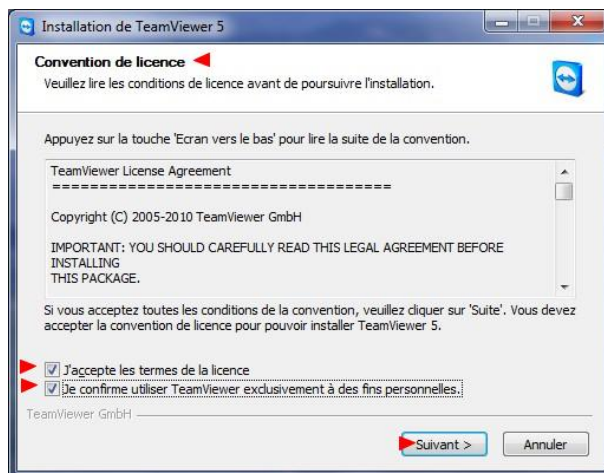 Installation de TeamViewer 5
Convention de licence
Veuillez lire les conditions de licence avant de poursuivre l'installation.
Appuyez sur la touche 'Ecran vers le bas' pour lire la suite de la convention.
TeamViewer License Agreement
====================================
Copyright (C) 2005-2010 TeamViewer GmbH
IMPORTANT: YOU SHOULD CAREFULLY READ THIS LEGAL AGREEMENT BEFORE
INSTALLING
THIS PACKAGE.
Si vous acceptez toutes les conditions de la convention, veuillez cliquer sur 'Suite'. Vous devez
accepter la convention de licence pour pouvoir installer TeamViewer 5.
J'accepte les termes de la licence
Je confirme utiliser TeamViewer exclusivement à des fins personnelles.
TeamViewer GmbH
Suivant >
Annuler